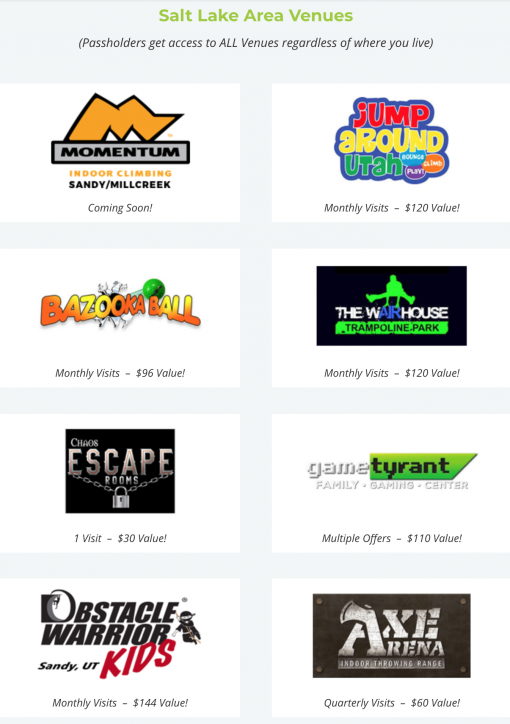 Salt Lake Area Venues
(Passholders get access to ALL Venues regardless of where you live)
MOMENTUM™
INDOOR CLIMBING
SANDY/MILLCREEK
Coming Soon!
JUMP
AROUND
UTAH
BOUNCE
CLIMB
PLAY!
Monthly Visits – $120 Value!
BAZOOKA BALL
Monthly Visits – $96 Value!
THE WAIRHOUSE
TRAMPOLINE PARK
Monthly Visits – $120 Value!
CHAOS
ESCAPE
ROOMS
1 Visit – $30 Value!
gametyrant
FAMILY • GAMING • CENTER
Multiple Offers – $110 Value!
OBSTACLE®
WARRIOR
KIDS
Sandy, UT
Monthly Visits – $144 Value!
AXE
ARENA
INDOOR THROWING RANGE
Quarterly Visits – $60 Value!